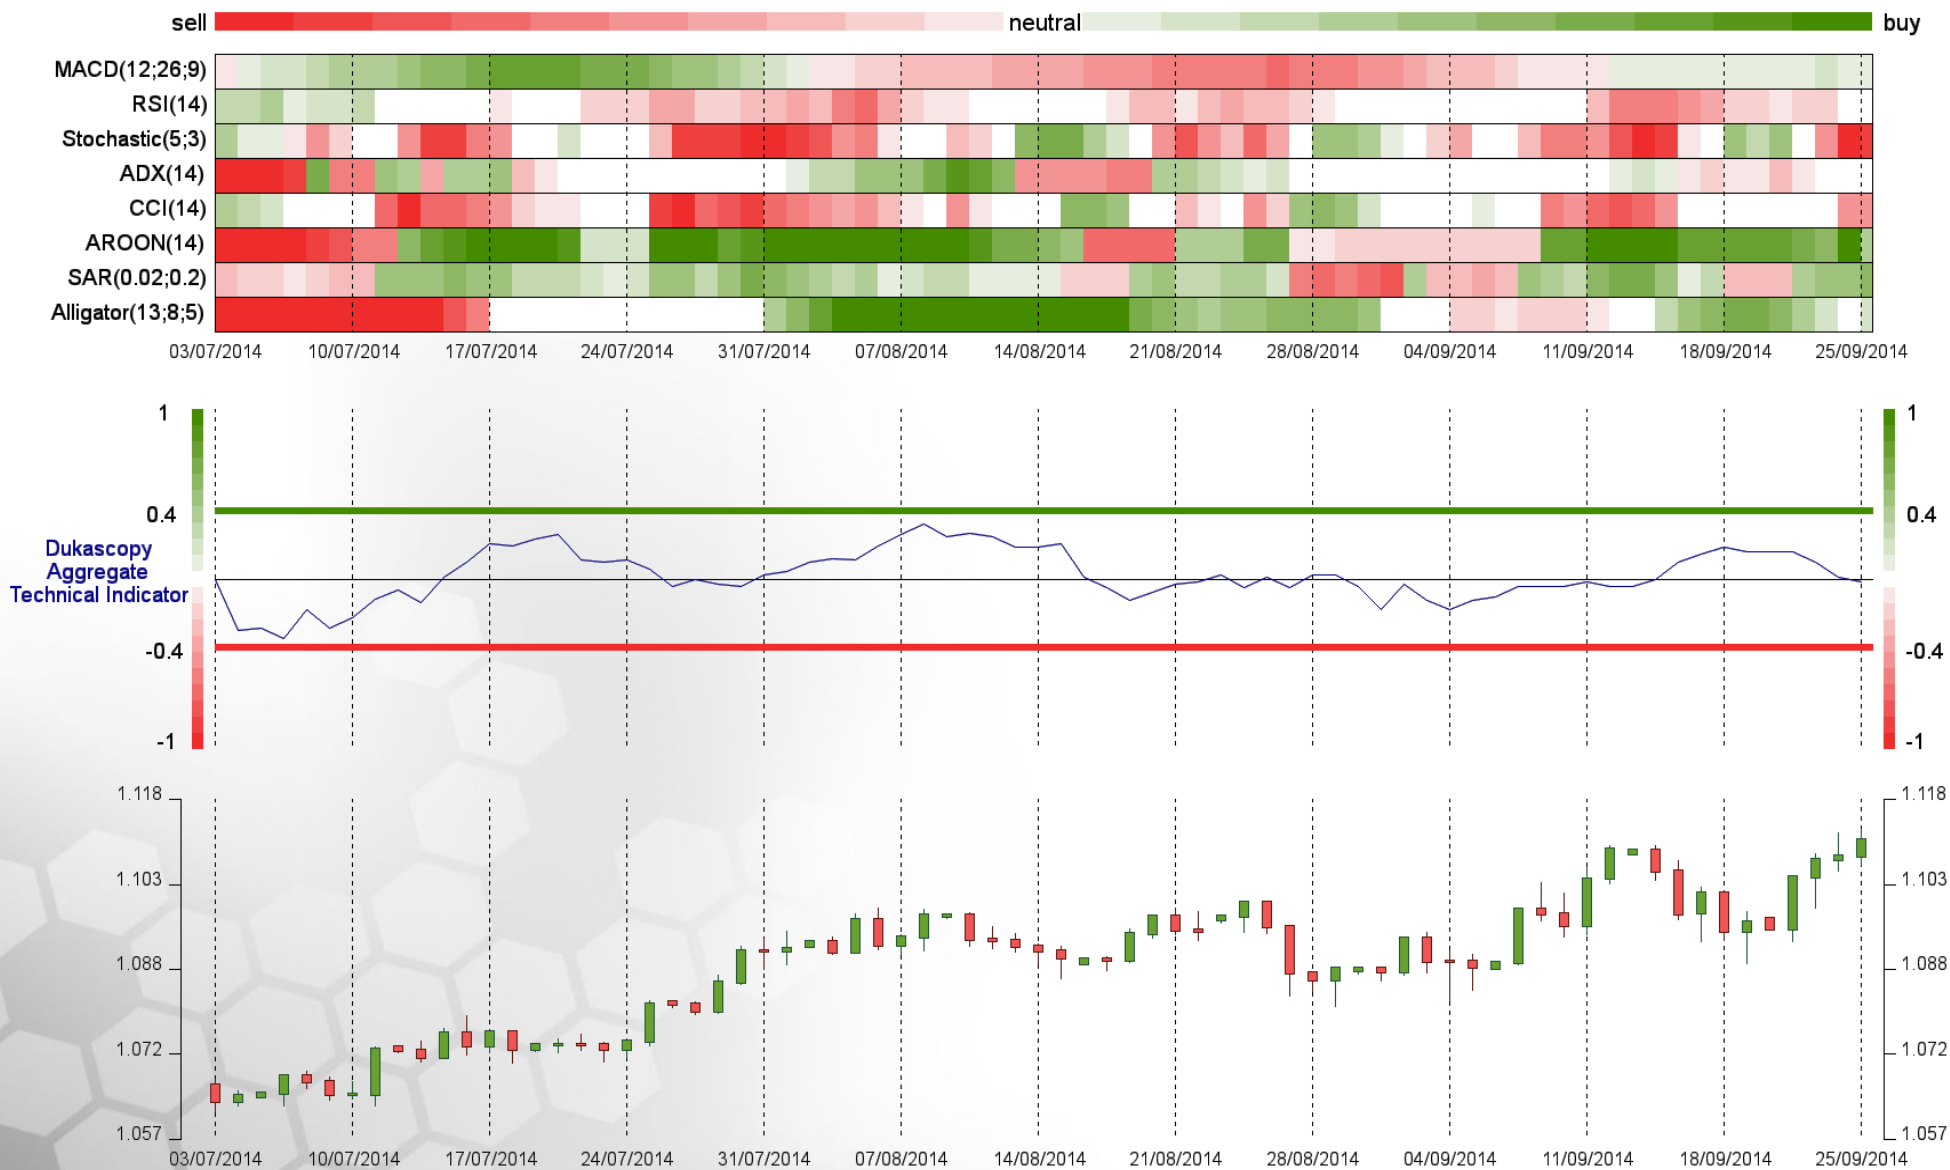 sell neutral buy
MACD(12;26;9)
RSI(14)
Stochastic(5;3)
ADX(14)
CCI(14)
AROON(14)
SAR(0.02;0.2)
Alligator(13;8;5)
03/07/2014 10/07/2014 17/07/2014 24/07/2014 31/07/2014 07/08/2014 14/08/2014 21/08/2014 28/08/2014 04/09/2014 11/09/2014 18/09/2014 25/09/2014
1 1
0.4 0.4
Dukascopy
Aggregate
Technical Indicator
-0.4 -0.4
-1 -1
1.118 1.118
1.103 1.103
1.088 1.088
1.072 1.072
1.057 1.057
03/07/2014 10/07/2014 17/07/2014 24/07/2014 31/07/2014 07/08/2014 14/08/2014 21/08/2014 28/08/2014 04/09/2014 11/09/2014 18/09/2014 25/09/2014